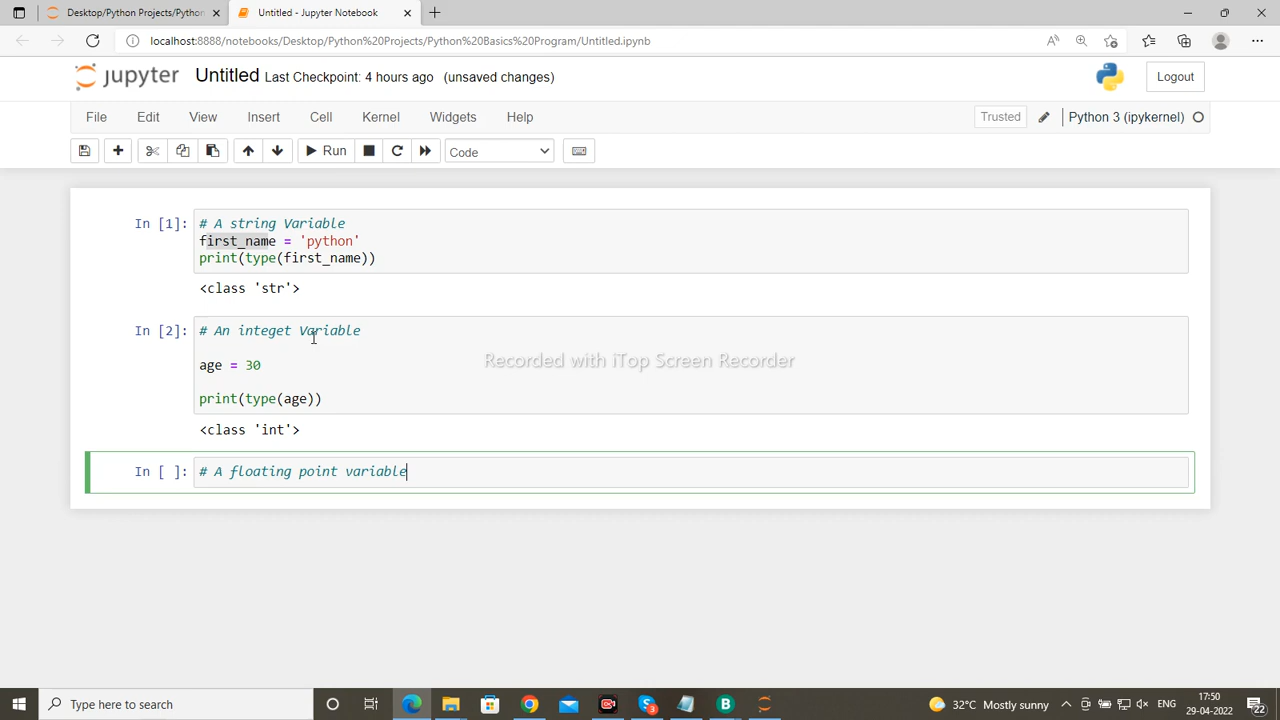 Desktop/Python Projects/Python
Untitled - Jupyter Notebook
localhost:8888/notebooks/Desktop/Python%20Projects/Python%20Basics%20Program/Untitled.ipynb
jupyter Untitled Last Checkpoint: 4 hours ago (unsaved changes)
Logout
File Edit View Insert Cell Kernel Widgets Help
Trusted
Python 3 (ipykernel)
Run
Code
In [1]: # A string Variable
first_name = 'python'
print(type(first_name))
<class 'str'>
In [2]: # An integet Variable
age = 30
print(type(age))
<class 'int'>
Recorded with iTop Screen Recorder
In [ ]: # A floating point variable
Type here to search
32°C Mostly sunny
ENG
17:50
29-04-2022
22